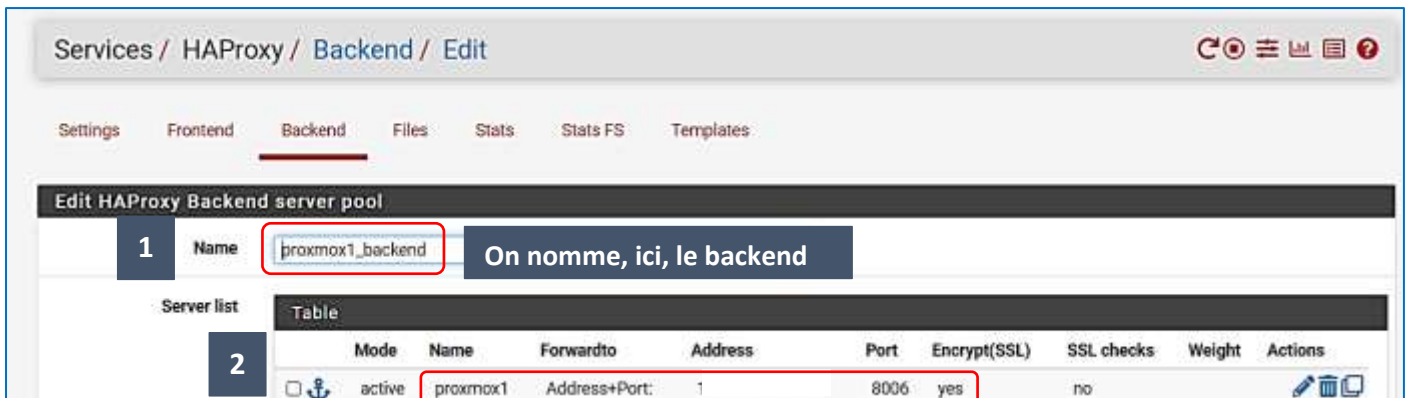 Services / HAProxy / Backend / Edit
Settings Frontend Backend Files Stats Stats FS Templates
Edit HAProxy Backend server pool
1 Name proxmox1_backend On nomme, ici, le backend
Server list Table
2 Mode Name Forwardto Address Port Encrypt(SSL) SSL checks Weight Actions
active proxmox1 Address+Port: 1 8006 yes no